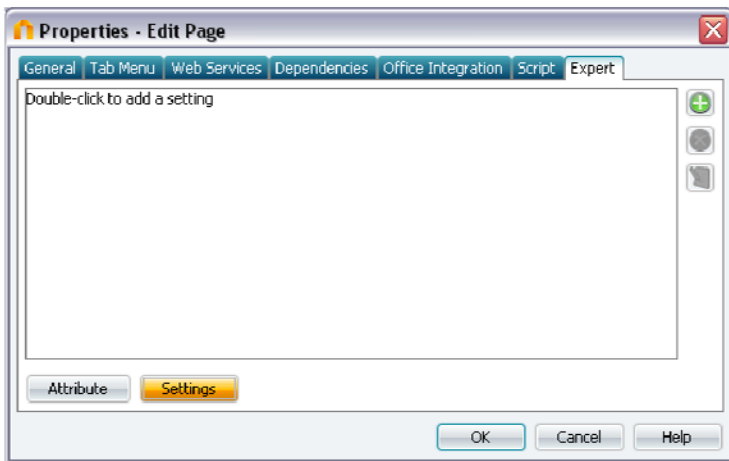 Properties - Edit Page
General Tab Menu Web Services Dependencies Office Integration Script Expert
Double-click to add a setting
Attribute Settings
OK Cancel Help